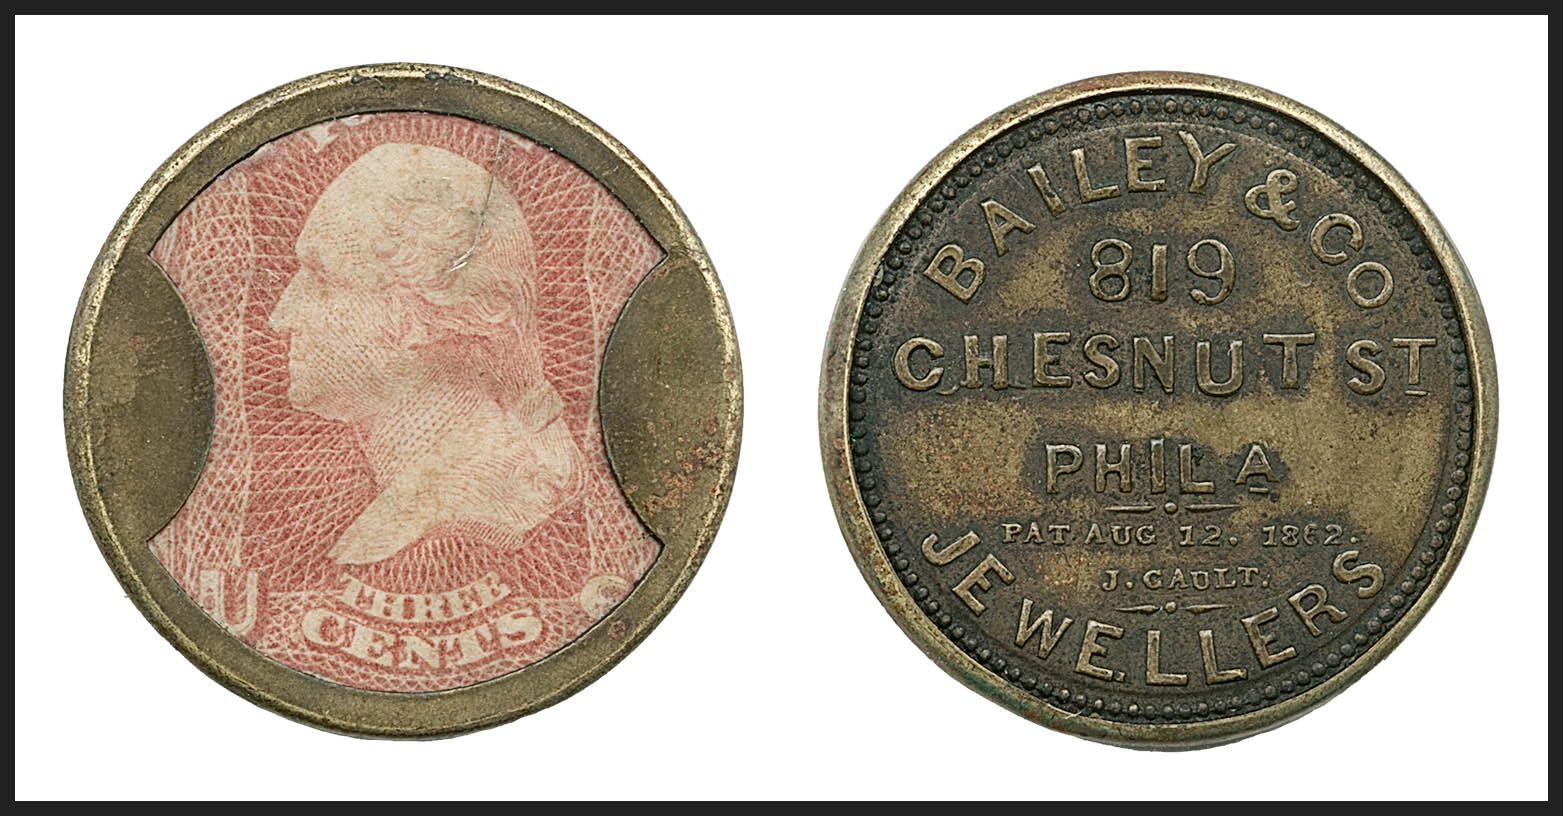 U S
THREE
CENTS
BAILEY & CO
819
CHESNUT ST
PHILA
PAT AUG 12. 1862.
J. GAULT.
JEWELLERS